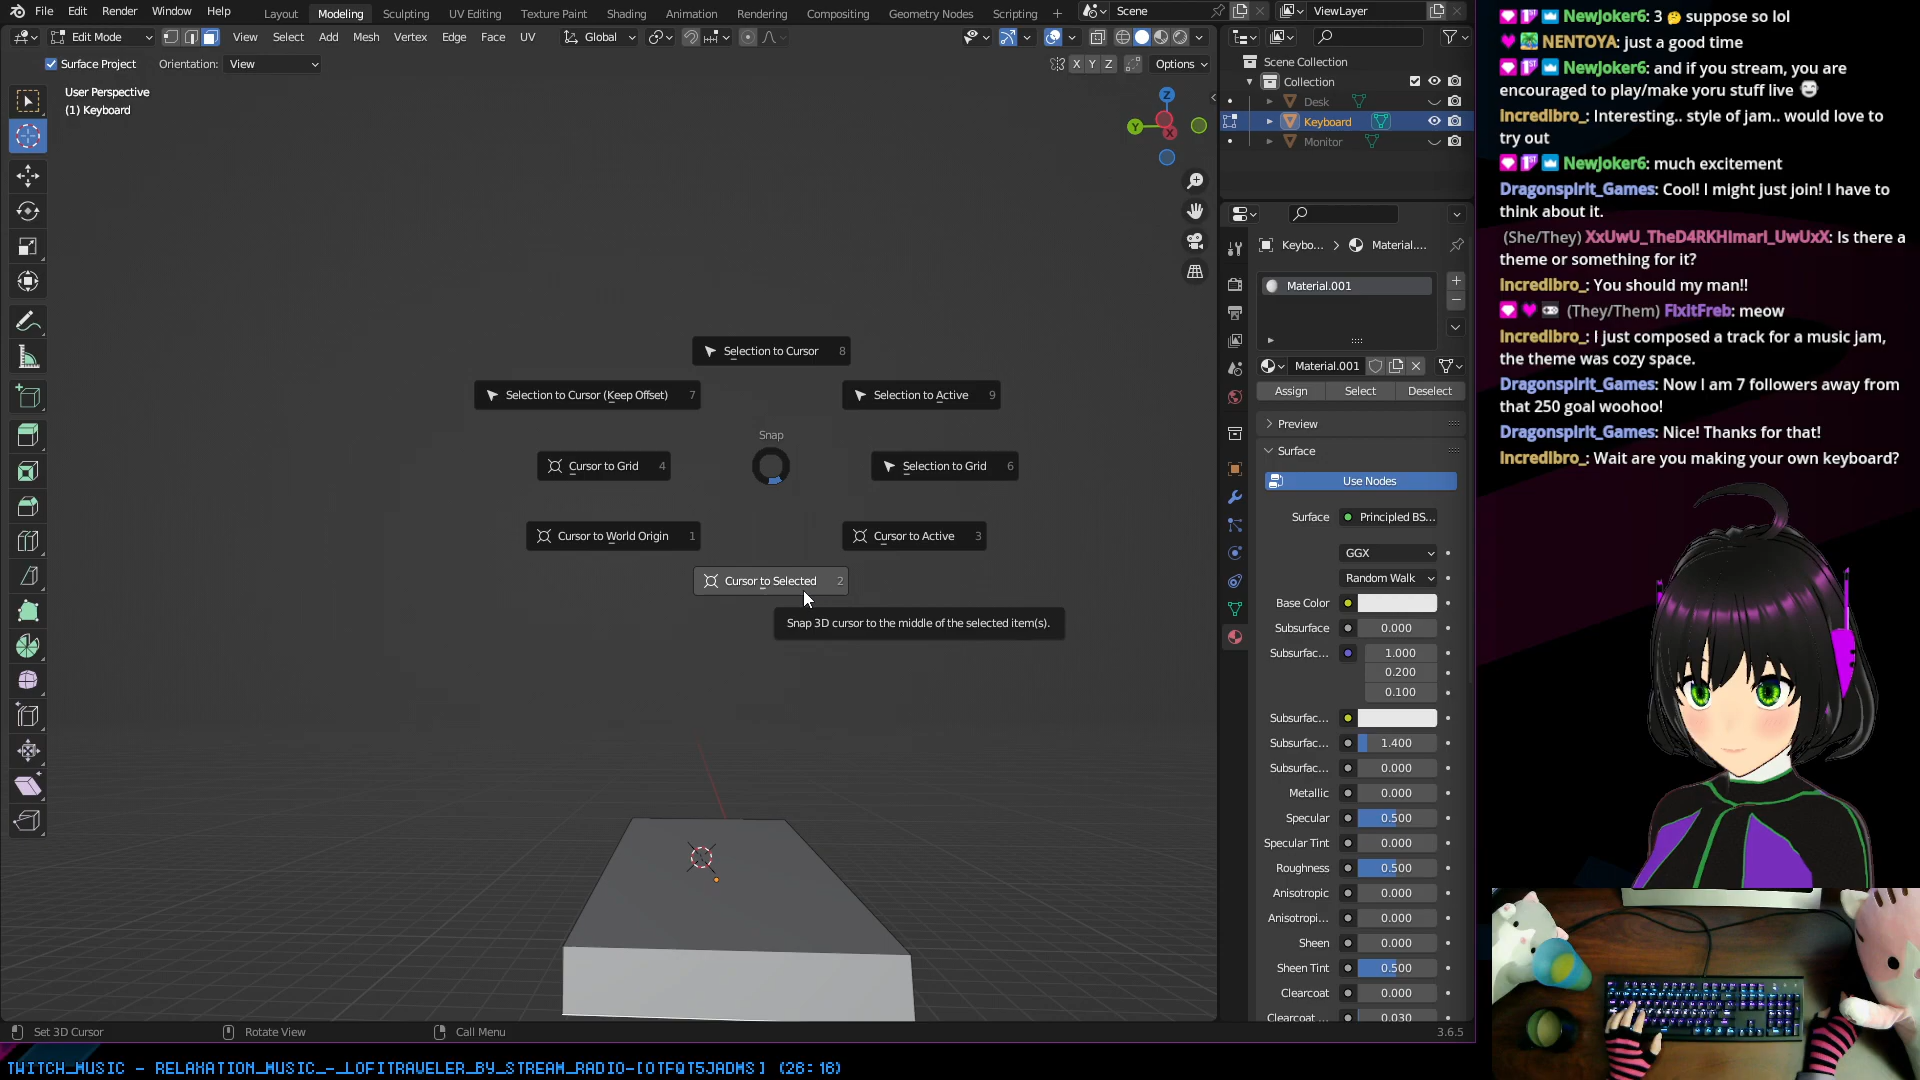 File Edit Render Window Help Layout Modeling Sculpting UV Editing Texture Paint Shading Animation Rendering Compositing Geometry Nodes Scripting Scene ViewLayer
Edit Mode View Select Add Mesh Vertex Edge Face UV Global
Surface Project Orientation: View X Y Z Options
User Perspective
(1) Keyboard
Z
Y
X
Scene Collection
Collection
Desk
Keyboard
Monitor
Keybo... Material....
Material.001
Material.001
Assign Select Deselect
Preview
Surface
Use Nodes
Surface Principled BS...
GGX
Random Walk
Base Color
Subsurface 0.000
Subsurfac... 1.000
0.200
0.100
Subsurfac...
Subsurfac... 1.400
Subsurfac... 0.000
Metallic 0.000
Specular 0.500
Specular Tint 0.000
Roughness 0.500
Anisotropic 0.000
Anisotropi... 0.000
Sheen 0.000
Sheen Tint 0.500
Clearcoat 0.000
Clearcoat ... 0.030
Selection to Cursor 8
Selection to Cursor (Keep Offset) 7
Selection to Active 9
Snap
Cursor to Grid 4
Selection to Grid 6
Cursor to World Origin 1
Cursor to Active 3
Cursor to Selected 2
Snap 3D cursor to the middle of the selected item(s).
Set 3D Cursor Rotate View Call Menu 3.6.5
TWITCH_MUSIC - RELAXATION_MUSIC_-_LOFITRAVELER_BY_STREAM_RADIO-[OTFQT5JADMS] (26:16)
NewJoker6: 3 🤔 suppose so lol
NENTOYA: just a good time
NewJoker6: and if you stream, you are
encouraged to play/make yoru stuff live
IncredIbro_: Interesting.. style of jam.. would love to
try out
NewJoker6: much excitement
Dragonspirit_Games: Cool! I might just join! I have to
think about it.
(She/They) XxUwU_TheD4RKHImarI_UwUxX: Is there a
theme or something for it?
IncredIbro_: You should my man!!
(They/Them) FixitFreb: meow
IncredIbro_: I just composed a track for a music jam,
the theme was cozy space.
Dragonspirit_Games: Now I am 7 followers away from
that 250 goal woohoo!
Dragonspirit_Games: Nice! Thanks for that!
IncredIbro_: Wait are you making your own keyboard?